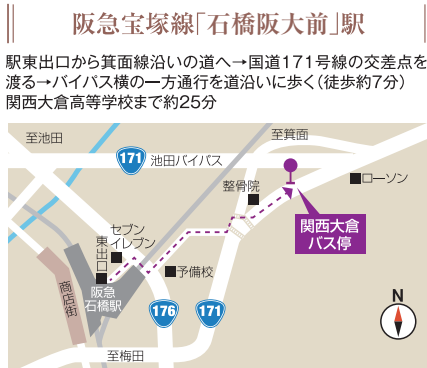 阪急宝塚線「石橋阪大前」駅
駅東出口から箕面線沿いの道へ→国道171号線の交差点を
渡る→バイパス横の一方通行を道沿いに歩く（徒歩約7分）
関西大倉高等学校まで約25分
至池田
至箕面
171
池田バイパス
整骨院
ローソン
関西大倉
バス停
セブン
イレブン
東出口
予備校
商店街
阪急
石橋駅
176
171
N
至梅田